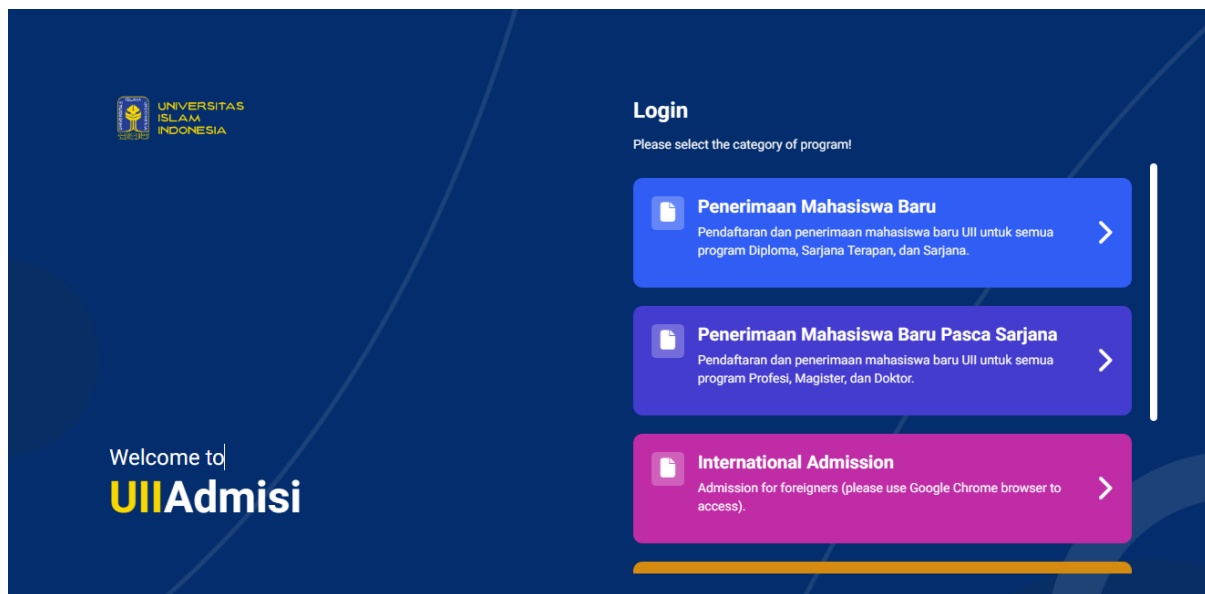 UNIVERSITAS
ISLAM
INDONESIA
Welcome to
UIIAdmisi
Login
Please select the category of program!
Penerimaan Mahasiswa Baru
Pendaftaran dan penerimaan mahasiswa baru UII untuk semua
program Diploma, Sarjana Terapan, dan Sarjana.
Penerimaan Mahasiswa Baru Pasca Sarjana
Pendaftaran dan penerimaan mahasiswa baru UII untuk semua
program Profesi, Magister, dan Doktor.
International Admission
Admission for foreigners (please use Google Chrome browser to
access).